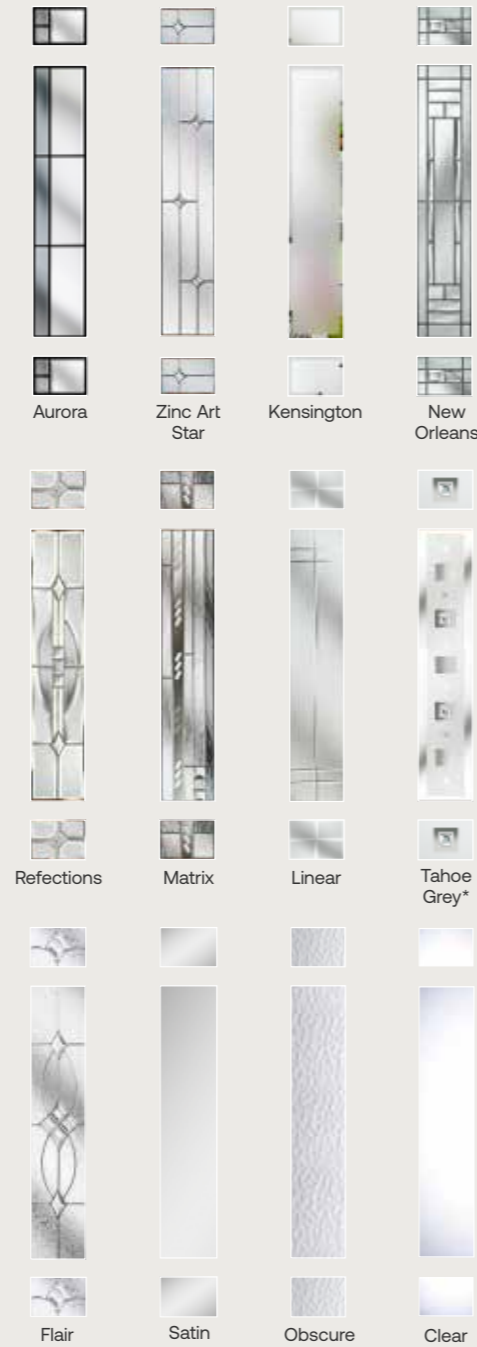 Aurora
Zinc Art
Star
Kensington
New
Orleans
Refections
Matrix
Linear
Tahoe
Grey*
Flair
Satin
Obscure
Clear